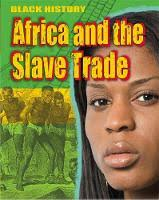 BLACK HISTORY
Africa and the
Slave Trade